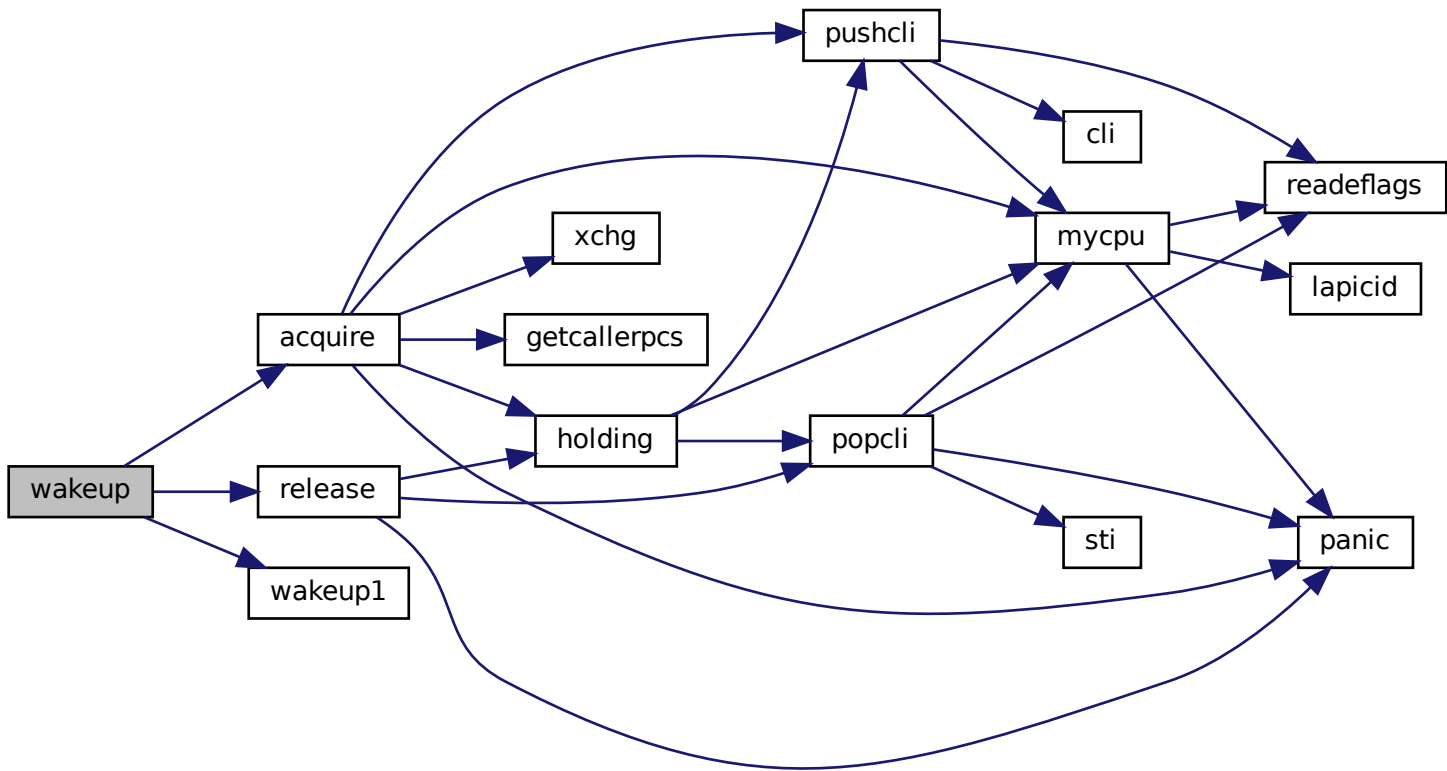 pushcli
cli
readeflags
xchg
mycpu
lapicid
acquire
getcallerpcs
holding
popcli
wakeup
release
sti
panic
wakeup1